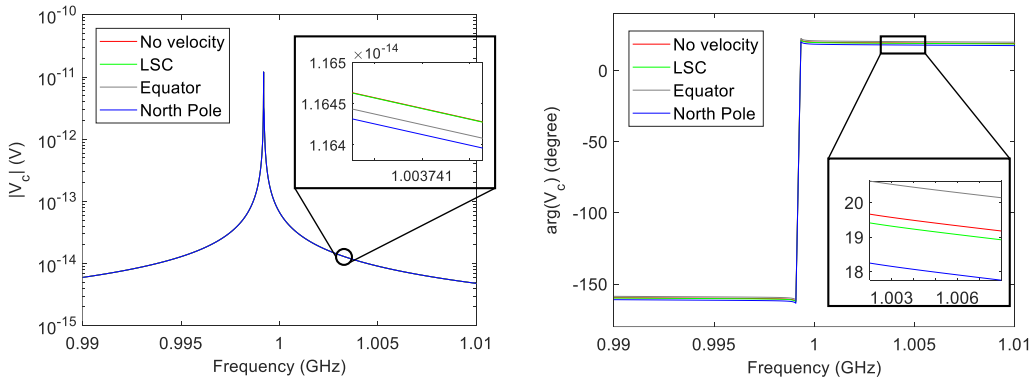 10^-10
10^-11
10^-12
10^-13
10^-14
10^-15
|V_c| (V)
No velocity
LSC
Equator
North Pole
×10^-14
1.165
1.1645
1.164
1.003741
0.99
0.995
1
1.005
1.01
Frequency (GHz)
0
-50
-100
-150
arg(V_c) (degree)
No velocity
LSC
Equator
North Pole
20
19
18
1.003
1.006
0.99
0.995
1
1.005
1.01
Frequency (GHz)